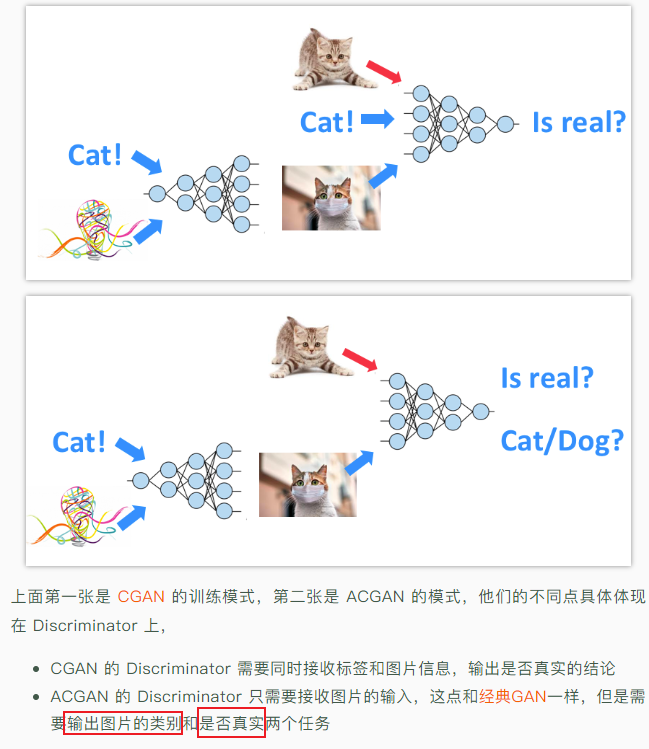 Cat!
Is real?
Cat!
Is real?
Cat!
Cat/Dog?
上面第一张是 CGAN 的训练模式，第二张是 ACGAN 的模式，他们的不同点具体体现
在 Discriminator 上，
• CGAN 的 Discriminator 需要同时接收标签和图片信息，输出是否真实的结论
• ACGAN 的 Discriminator 只需要接收图片的输入，这点和经典GAN一样，但是需
要输出图片的类别和是否真实两个任务